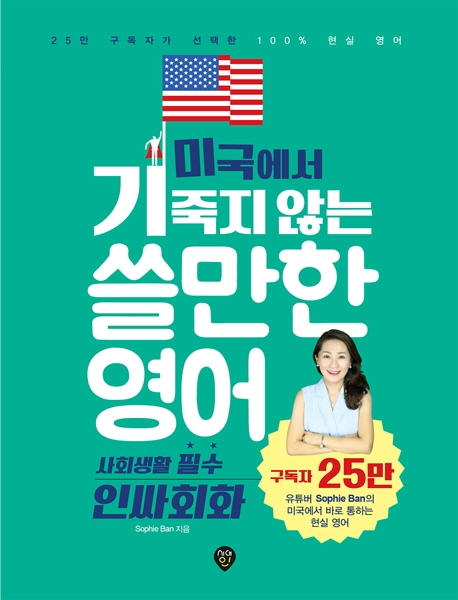 25만 구독자가 선택한 100% 현실 영어
미국에서
기죽지 않는
쓸만한
영어
사회생활 필수
인싸회화
Sophie Ban 지음
구독자 25만
유튜버 Sophie Ban의
미국에서 바로 통하는
현실 영어
시대인